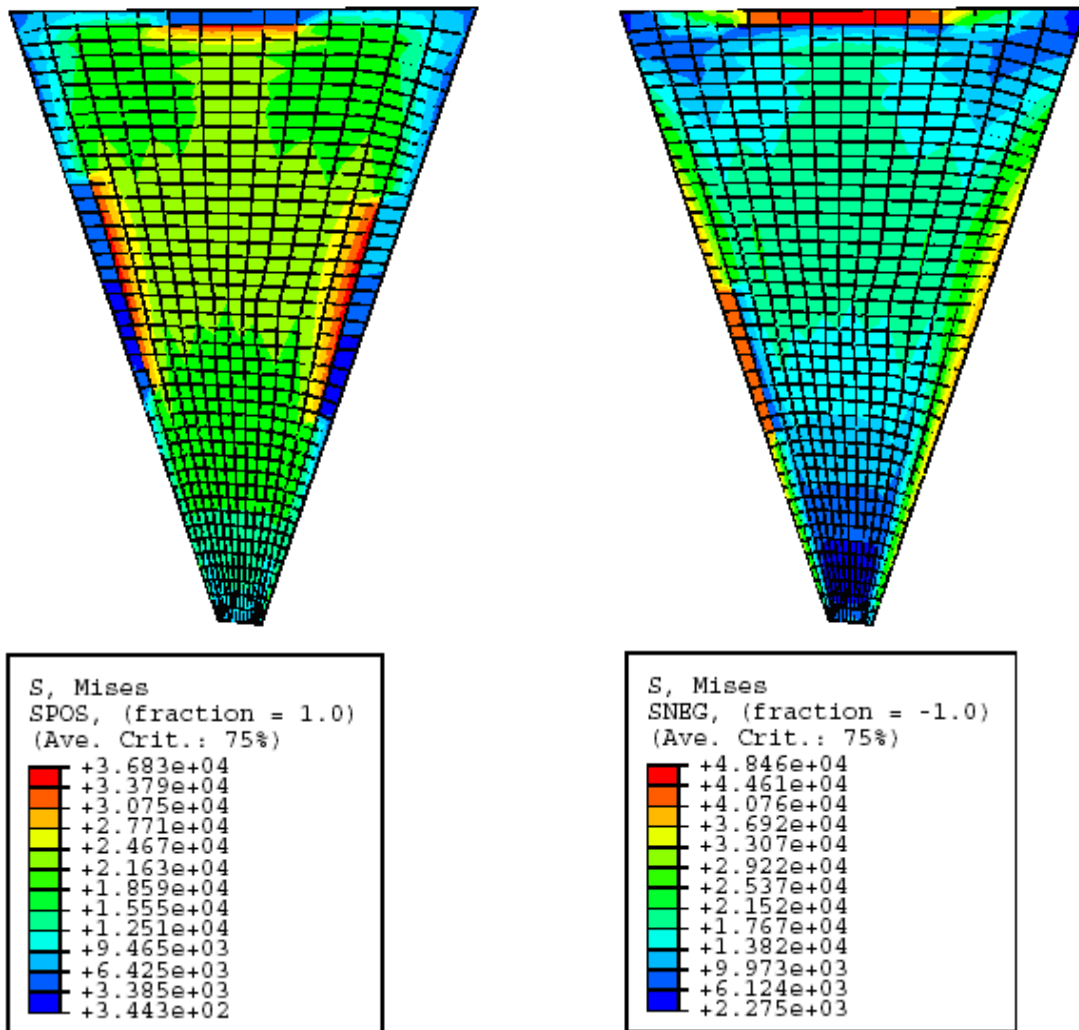 S, Mises
SPOS, (fraction = 1.0)
(Ave. Crit.: 75%)
+3.683e+04
+3.379e+04
+3.075e+04
+2.771e+04
+2.467e+04
+2.163e+04
+1.859e+04
+1.555e+04
+1.251e+04
+9.465e+03
+6.425e+03
+3.385e+03
+3.443e+02
S, Mises
SNEG, (fraction = -1.0)
(Ave. Crit.: 75%)
+4.846e+04
+4.461e+04
+4.076e+04
+3.692e+04
+3.307e+04
+2.922e+04
+2.537e+04
+2.152e+04
+1.767e+04
+1.382e+04
+9.973e+03
+6.124e+03
+2.275e+03